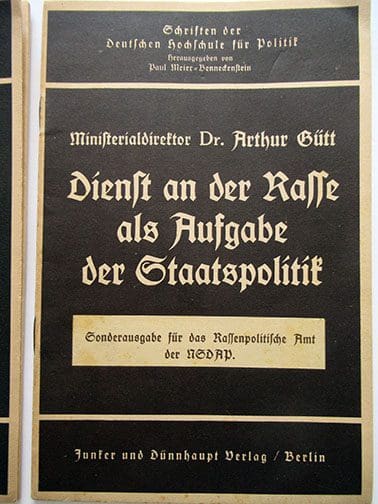 Schriften der
Deutschen Hochschule für Politik
Herausgegeben von
Paul Meier-Benneckenstein
Ministerialdirektor Dr. Arthur Gütt
Dienst an der Rasse
als Aufgabe
der Staatspolitik
Sonderausgabe für das Rassenpolitische Amt
der NSDAP.
Junker und Dünnhaupt Verlag / Berlin